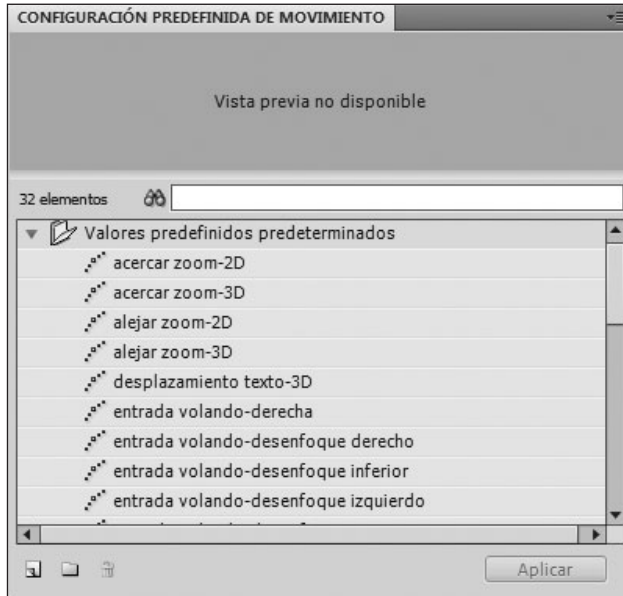 CONFIGURACIÓN PREDEFINIDA DE MOVIMIENTO
Vista previa no disponible
32 elementos
Valores predefinidos predeterminados
acercar zoom-2D
acercar zoom-3D
alejar zoom-2D
alejar zoom-3D
desplazamiento texto-3D
entrada volando-derecha
entrada volando-desenfoque derecho
entrada volando-desenfoque inferior
entrada volando-desenfoque izquierdo
Aplicar